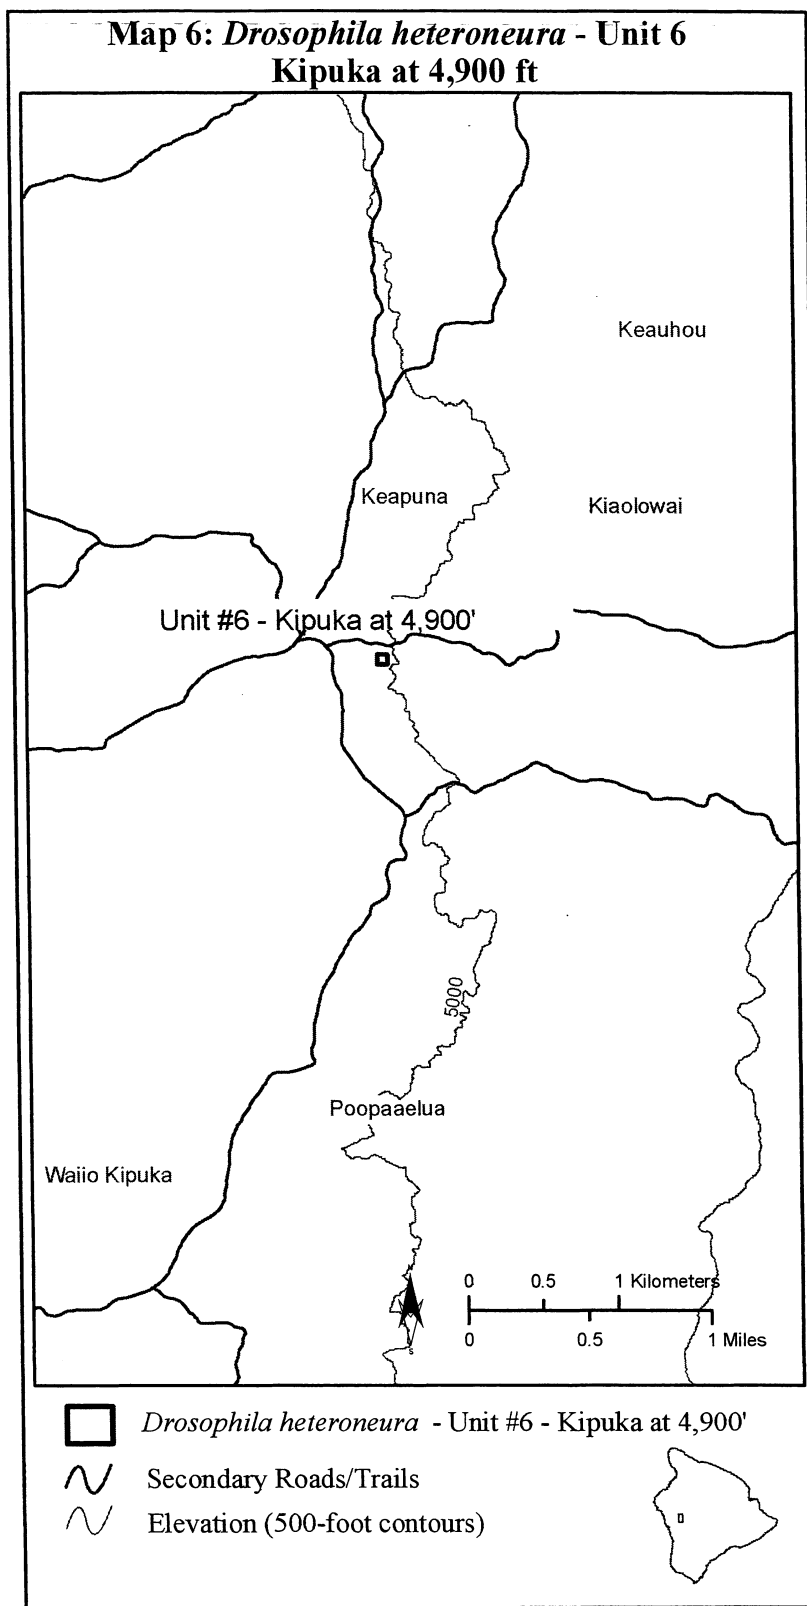 Map 6: Drosophila heteroneura - Unit 6
Kipuka at 4,900 ft
Keauhou
Keapuna
Kiaolowai
Unit #6 - Kipuka at 4,900'
5000
Poopaaelua
Waiio Kipuka
0 0.5 1 Kilometers
0 0.5 1 Miles
S
Drosophila heteroneura - Unit #6 - Kipuka at 4,900'
Secondary Roads/Trails
Elevation (500-foot contours)